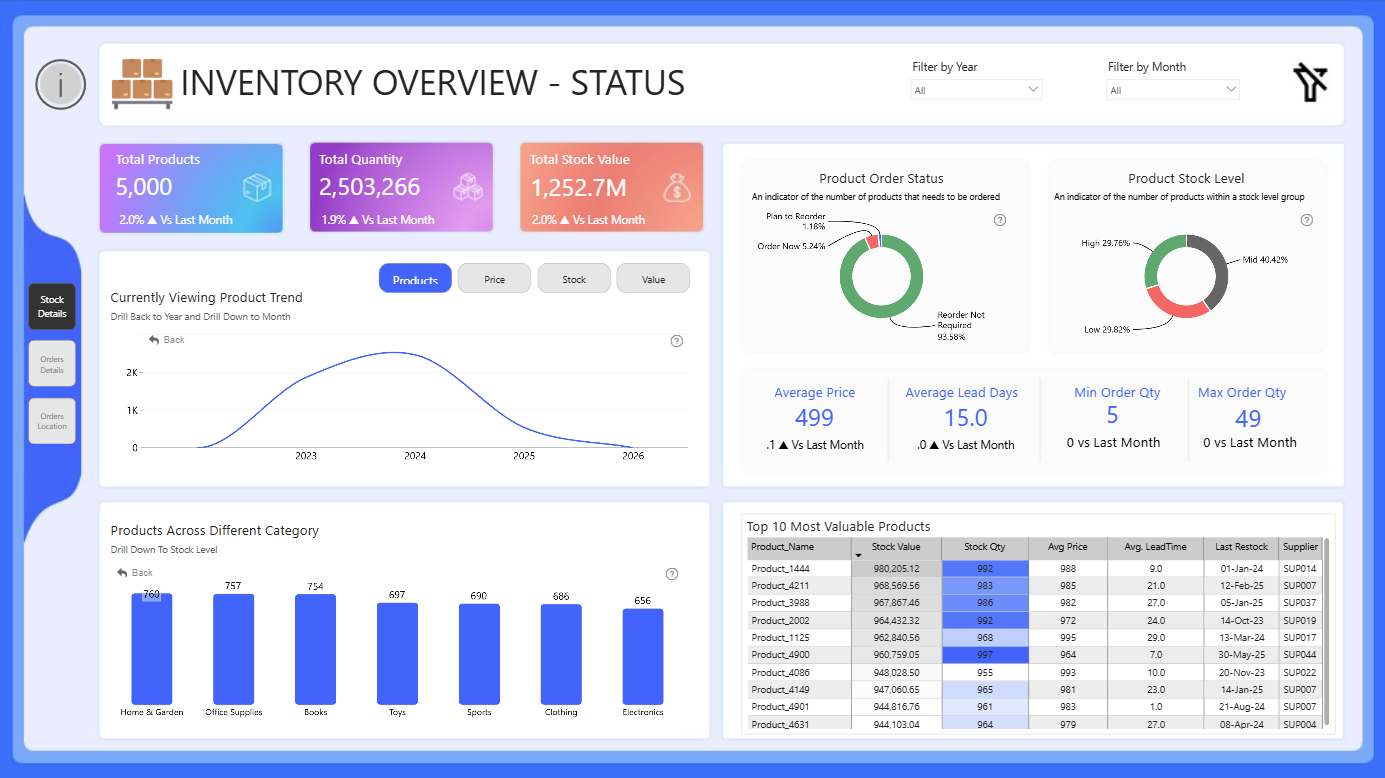 i
INVENTORY OVERVIEW - STATUS
Filter by Year
All
Filter by Month
All
Total Products
5,000
2.0% ▲ Vs Last Month
Total Quantity
2,503,266
1.9% ▲ Vs Last Month
Total Stock Value
1,252.7M
2.0% ▲ Vs Last Month
Stock
Details
Orders
Details
Orders
Location
Products
Price
Stock
Value
Currently Viewing Product Trend
Drill Back to Year and Drill Down to Month
Back
?
2K
1K
0
2023 2024 2025 2026
Product Order Status
An indicator of the number of products that needs to be ordered
?
Plan to Reorder
1.18%
Order Now 5.24%
Reorder Not
Required
93.58%
Product Stock Level
An indicator of the number of products within a stock level group
?
High 29.76%
Mid 40.42%
Low 29.82%
Average Price
499
.1 ▲ Vs Last Month
Average Lead Days
15.0
.0 ▲ Vs Last Month
Min Order Qty
5
0 vs Last Month
Max Order Qty
49
0 vs Last Month
Products Across Different Category
Drill Down To Stock Level
Back
?
760 757 754 697 690 686 656
Home & Garden Office Supplies Books Toys Sports Clothing Electronics
Top 10 Most Valuable Products
Product_Name Stock Value Stock Qty Avg Price Avg. LeadTime Last Restock Supplier
Product_1444 980,205.12 992 988 9.0 01-Jan-24 SUP014
Product_4211 968,569.56 983 985 21.0 12-Feb-25 SUP007
Product_3988 967,867.46 986 982 27.0 05-Jan-25 SUP037
Product_2002 964,432.32 992 972 24.0 14-Oct-23 SUP019
Product_1125 962,840.56 968 995 29.0 13-Mar-24 SUP017
Product_4900 960,759.05 997 964 7.0 30-May-25 SUP044
Product_4086 948,028.50 955 993 10.0 20-Nov-23 SUP022
Product_4149 947,060.65 965 981 23.0 14-Jan-25 SUP007
Product_4901 944,816.76 961 983 1.0 21-Aug-24 SUP007
Product_4631 944,103.04 964 979 27.0 08-Apr-24 SUP004